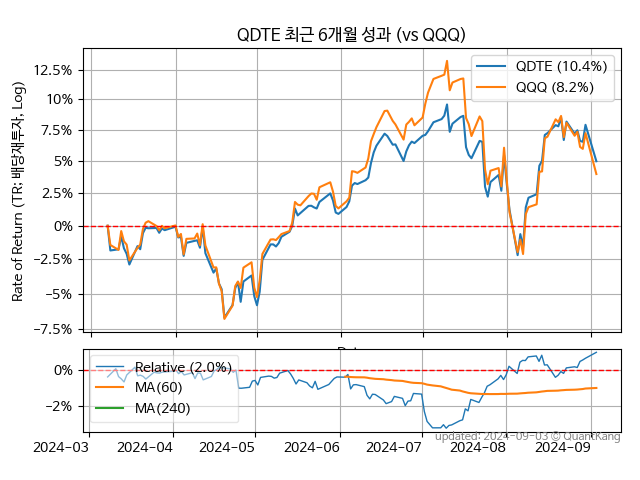 QDTE 최근 6개월 성과 (vs QQQ)
QDTE (10.4%)
QQQ (8.2%)
Rate of Return (TR: 배당재투자, Log)
12.5%
10%
7.5%
5%
2.5%
0%
−2.5%
−5%
−7.5%
Relative (2.0%)
MA(60)
MA(240)
0%
−2%
updated: 2024-09-03 © QuantKang
2024-03
2024-04
2024-05
2024-06
2024-07
2024-08
2024-09